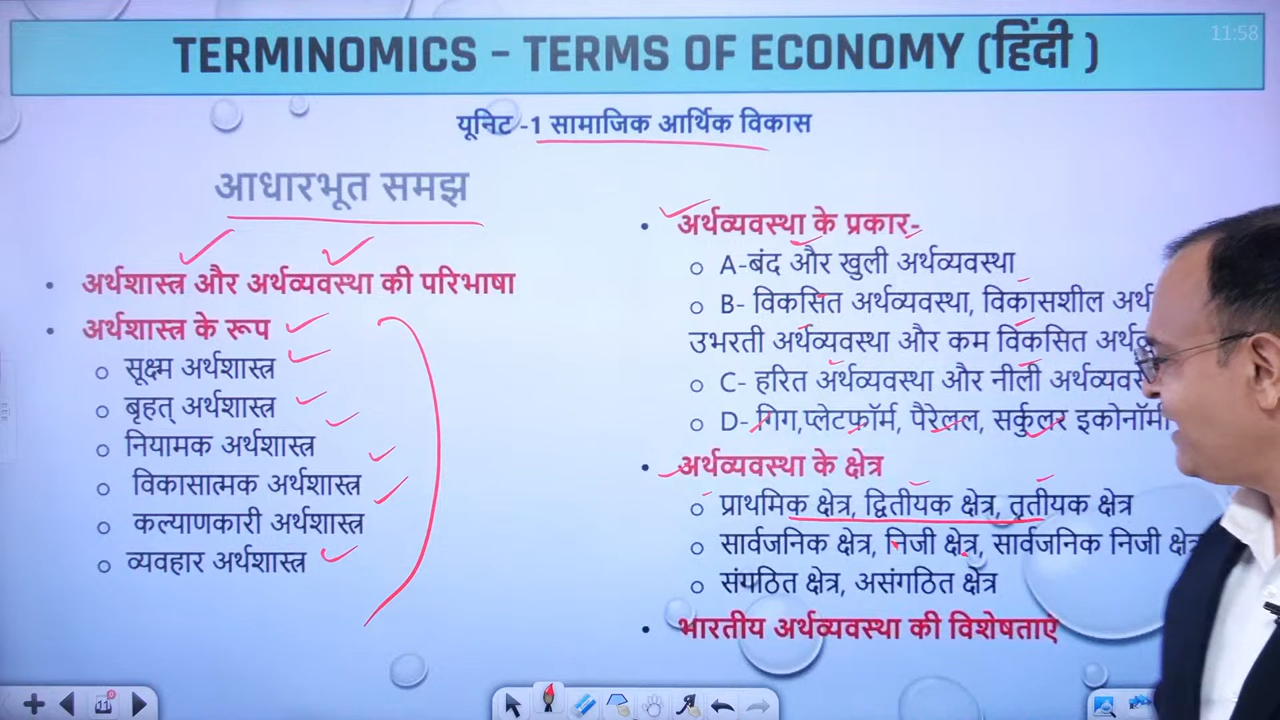 TERMINOMICS - TERMS OF ECONOMY (हिंदी )
11:58
यूनिट -1 सामाजिक आर्थिक विकास
आधारभूत समझ
• अर्थशास्त्र और अर्थव्यवस्था की परिभाषा
• अर्थशास्त्र के रूप
o सूक्ष्म अर्थशास्त्र
o बृहत् अर्थशास्त्र
o नियामक अर्थशास्त्र
o विकासात्मक अर्थशास्त्र
o कल्याणकारी अर्थशास्त्र
o व्यवहार अर्थशास्त्र
• अर्थव्यवस्था के प्रकार-
o A-बंद और खुली अर्थव्यवस्था
o B- विकसित अर्थव्यवस्था, विकासशील
उभरती अर्थव्यवस्था और कम विकसित
o C- हरित अर्थव्यवस्था और नीली
o D- गिग,प्लेटफॉर्म, पैरेलल, सर्कुलर इकोनॉमी
• अर्थव्यवस्था के क्षेत्र
o प्राथमिक क्षेत्र, द्वितीयक क्षेत्र, तृतीयक क्षेत्र
o सार्वजनिक क्षेत्र, निजी क्षेत्र, सार्वजनिक निजी क्षेत्र
o संगठित क्षेत्र, असंगठित क्षेत्र
• भारतीय अर्थव्यवस्था की विशेषताएं
11